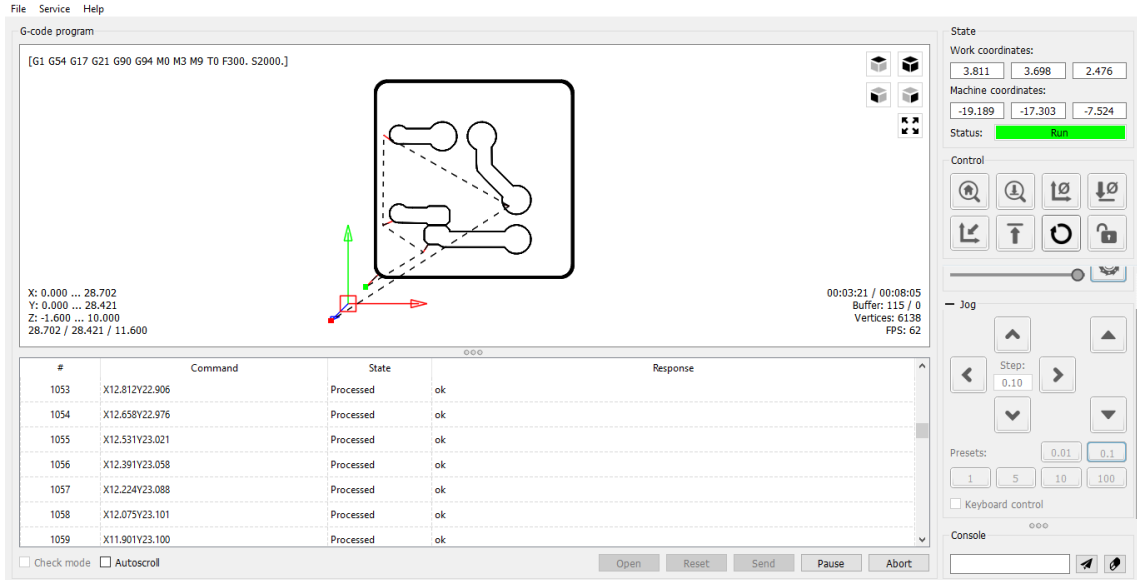 File Service Help
G-code program
[G1 G54 G17 G21 G90 G94 M0 M3 M9 T0 F300. S2000.]
X: 0.000 ... 28.702
Y: 0.000 ... 28.421
Z: -1.600 ... 10.000
28.702 / 28.421 / 11.600
00:03:21 / 00:08:05
Buffer: 115 / 0
Vertices: 6138
FPS: 62
# Command State Response
1053 X12.812Y22.906 Processed ok
1054 X12.658Y22.976 Processed ok
1055 X12.531Y23.021 Processed ok
1056 X12.391Y23.058 Processed ok
1057 X12.224Y23.088 Processed ok
1058 X12.075Y23.101 Processed ok
1059 X11.901Y23.100 Processed ok
Check mode Autoscroll Open Reset Send Pause Abort
State
Work coordinates:
3.811 3.698 2.476
Machine coordinates:
-19.189 -17.303 -7.524
Status: Run
Control
Jog
Step:
0.10
Presets: 0.01 0.1
1 5 10 100
Keyboard control
Console